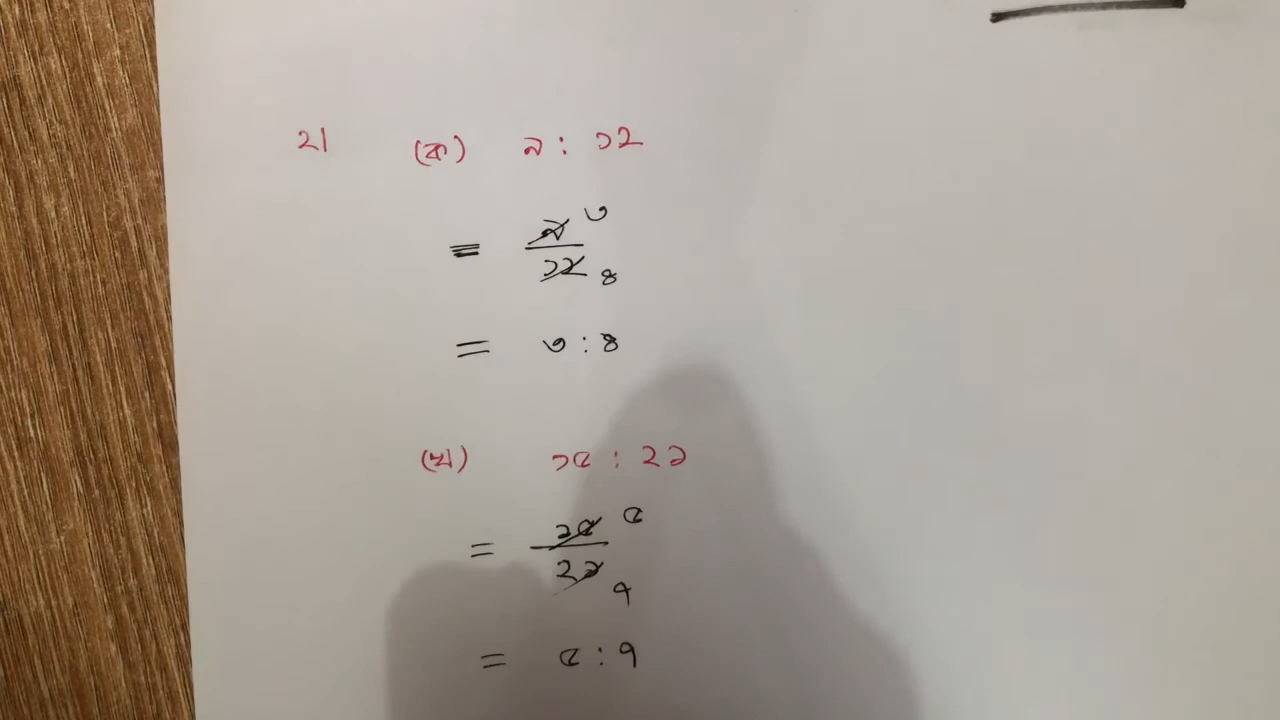 ২। (ক) ৯ : ১২
= ৯/১২ ৩ ৪
= ৩ : ৪
(খ) ১৫ : ২১
= ১৫/২১ ৫ ৭
= ৫ : ৭